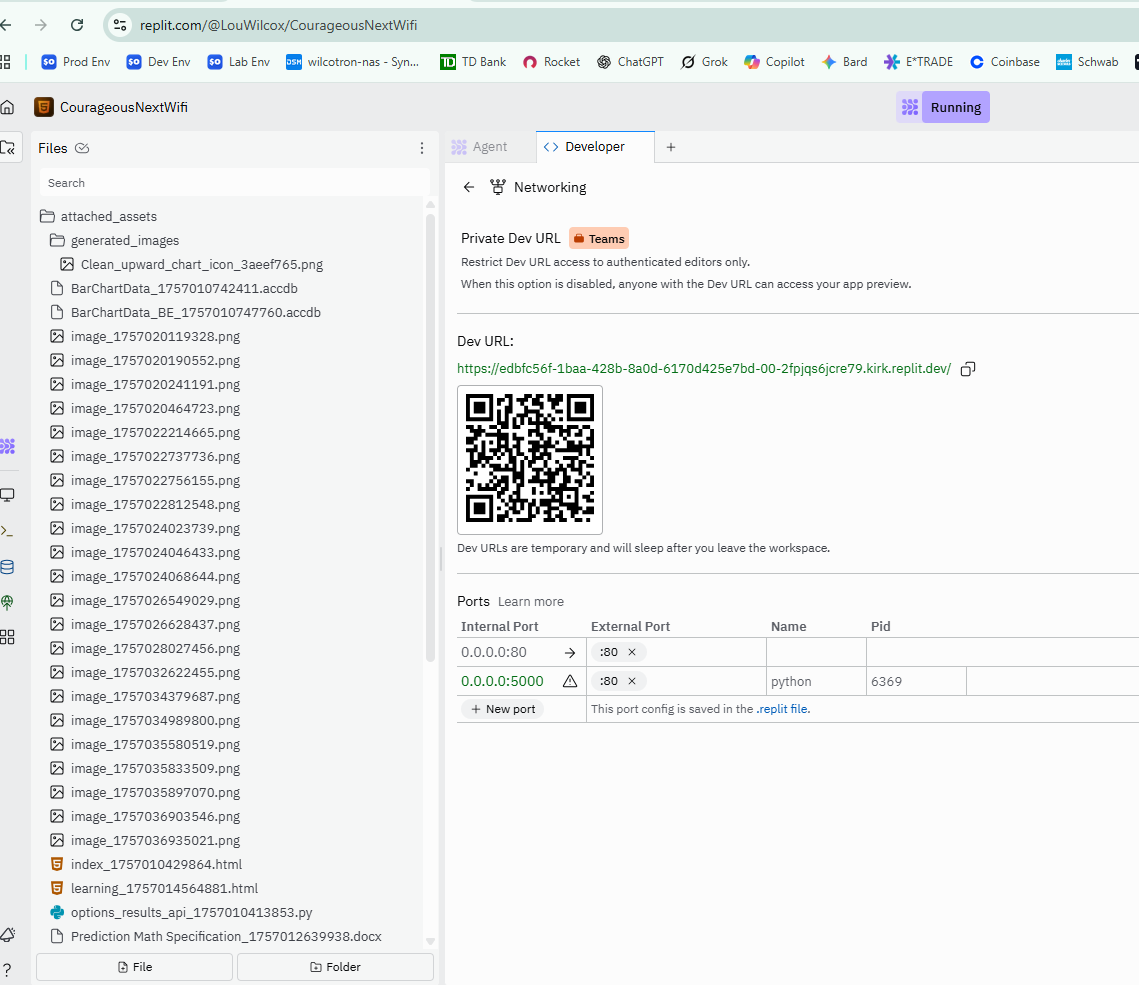 replit.com/@LouWilcox/CourageousNextWifi
Prod Env Dev Env Lab Env wilcotron-nas - Syn... TD Bank Rocket ChatGPT Grok Copilot Bard E*TRADE Coinbase Schwab
CourageousNextWifi
Running
Files
Search
attached_assets
generated_images
Clean_upward_chart_icon_3aeef765.png
BarChartData_1757010742411.accdb
BarChartData_BE_1757010747760.accdb
image_1757020119328.png
image_1757020190552.png
image_1757020241191.png
image_1757020464723.png
image_1757022214665.png
image_1757022737736.png
image_1757022756155.png
image_1757022812548.png
image_1757024023739.png
image_1757024046433.png
image_1757024068644.png
image_1757026549029.png
image_1757026628437.png
image_1757028027456.png
image_1757032622455.png
image_1757034379687.png
image_1757034989800.png
image_1757035580519.png
image_1757035833509.png
image_1757035897070.png
image_1757036903546.png
image_1757036935021.png
index_1757010429864.html
learning_1757014564881.html
options_results_api_1757010413853.py
Prediction Math Specification_1757012639938.docx
File Folder
Agent Developer
Networking
Private Dev URL Teams
Restrict Dev URL access to authenticated editors only.
When this option is disabled, anyone with the Dev URL can access your app preview.
Dev URL:
https://edbfc56f-1baa-428b-8a0d-6170d425e7bd-00-2fpjqs6jcre79.kirk.replit.dev/
Dev URLs are temporary and will sleep after you leave the workspace.
Ports Learn more
Internal Port External Port Name Pid
0.0.0.0:80 :80
0.0.0.0:5000 :80 python 6369
New port This port config is saved in the .replit file.